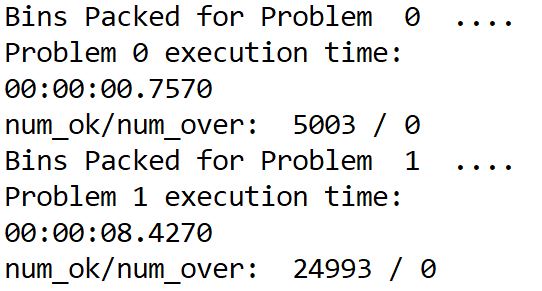 Bins Packed for Problem  0  ....
Problem 0 execution time:
00:00:00.7570
num_ok/num_over:  5003 / 0
Bins Packed for Problem  1  ....
Problem 1 execution time:
00:00:08.4270
num_ok/num_over:  24993 / 0